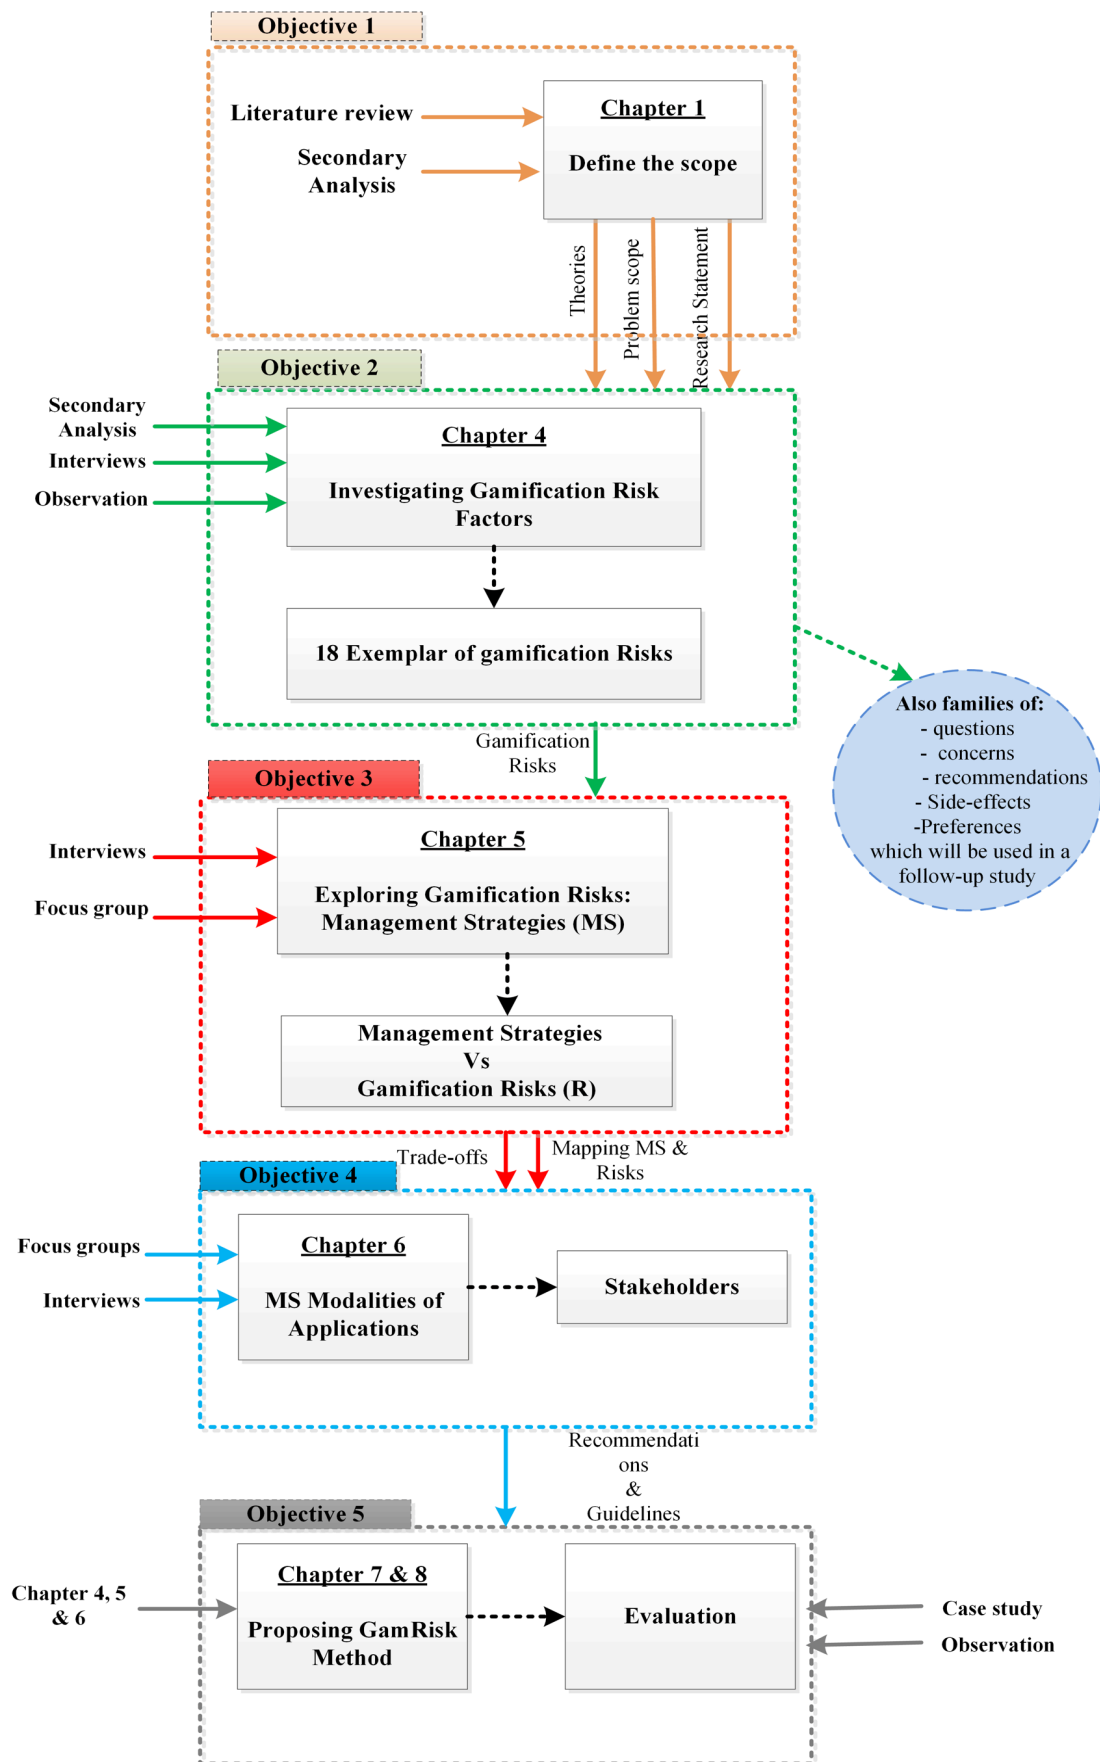 Objective 1
Literature review
Secondary
Analysis
Chapter 1
Define the scope
Theories
Problem scope
Research Statement
Objective 2
Secondary
Analysis
Interviews
Observation
Chapter 4
Investigating Gamification Risk
Factors
18 Exemplar of gamification Risks
Also families of:
- questions
- concerns
- recommendations
- Side-effects
-Preferences
which will be used in a
follow-up study
Gamification
Risks
Objective 3
Interviews
Focus group
Chapter 5
Exploring Gamification Risks:
Management Strategies (MS)
Management Strategies
Vs
Gamification Risks (R)
Trade-offs
Mapping MS &
Risks
Objective 4
Focus groups
Interviews
Chapter 6
MS Modalities of
Applications
Stakeholders
Recommendati
ons
&
Guidelines
Objective 5
Chapter 4, 5
& 6
Chapter 7 & 8
Proposing GamRisk
Method
Evaluation
Case study
Observation